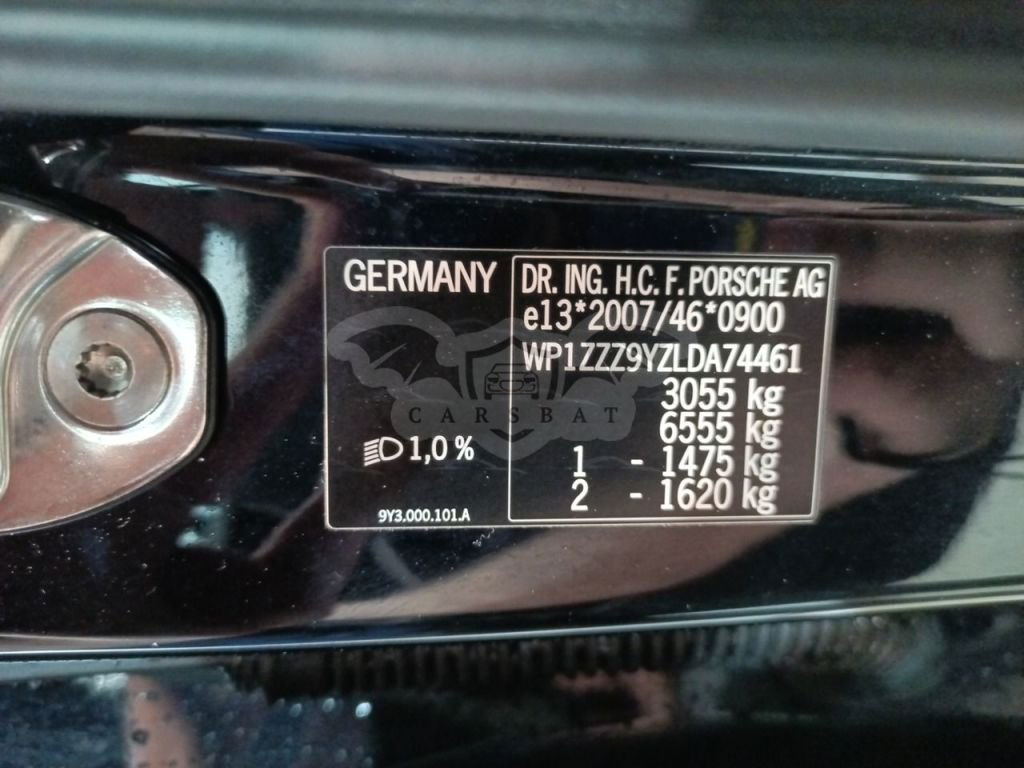 GERMANY
DR. ING. H.C. F. PORSCHE AG
e13*2007/46*0900
WP1ZZZ9YZLDA74461
3055 kg
6555 kg
1 - 1475 kg
2 - 1620 kg
1,0 %
9Y3.000.101.A
CARSBAT